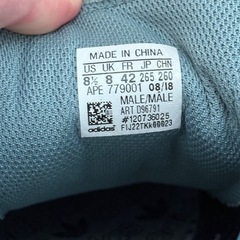 MADE IN CHINA
US UK FR JP CHN
8½ 8 42 265 260
APE 779001 08/18
MALE/MALE
ART D96791
#120736025
adidas FIJ22TKk00023